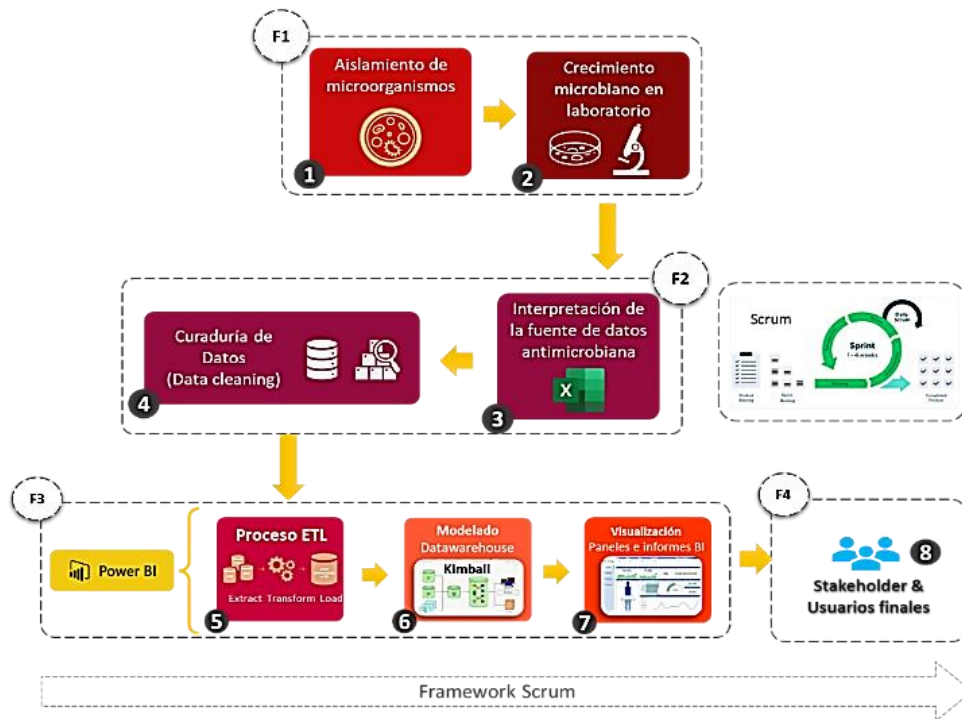 F1
Aislamiento de
microorganismos
1
Crecimiento
microbiano en
laboratorio
2
F2
Interpretación de
la fuente de datos
antimicrobiana
3
Curaduría de
Datos
(Data cleaning)
4
Scrum
Sprint
F3
Power BI
Proceso ETL
Extract Transform Load
5
Modelado
Datawarehouse
Kimball
6
Visualización
Paneles e informes BI
7
F4
8
Stakeholder &
Usuarios finales
Framework Scrum